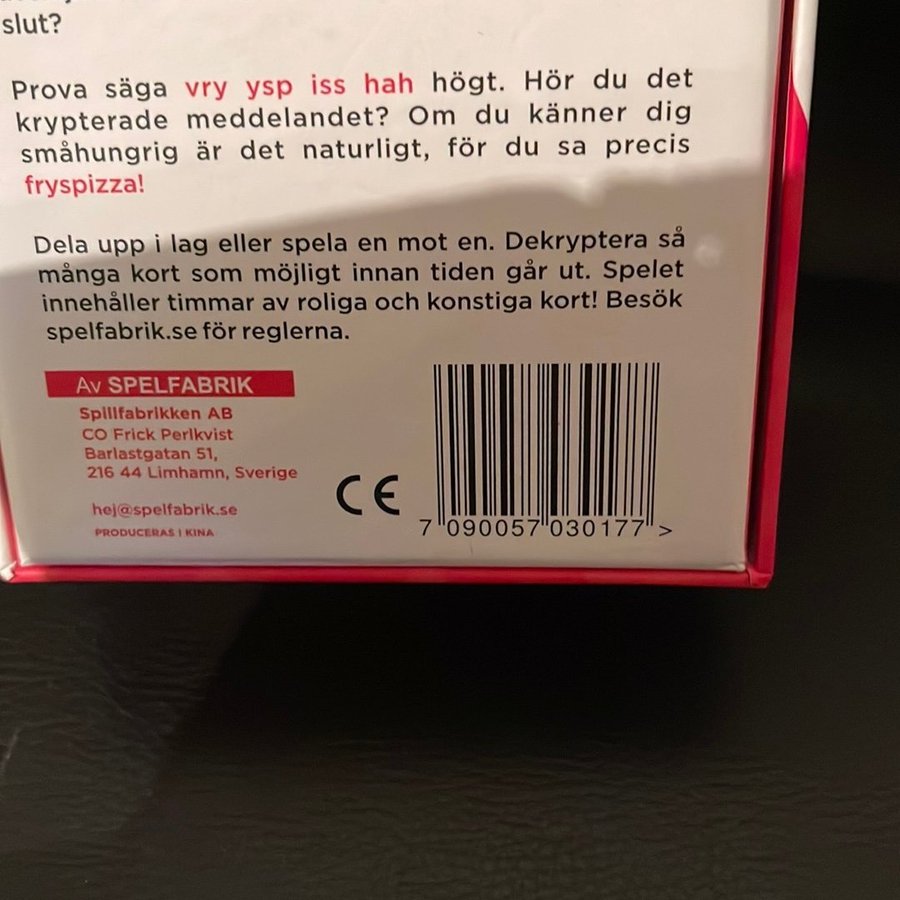 slut?
Prova säga vry ysp iss hah högt. Hör du det
krypterade meddelandet? Om du känner dig
småhungrig är det naturligt, för du sa precis
fryspizza!
Dela upp i lag eller spela en mot en. Dekryptera så
många kort som möjligt innan tiden går ut. Spelet
innehåller timmar av roliga och konstiga kort! Besök
spelfabrik.se för reglerna.
Av SPELFABRIK
Spillfabrikken AB
CO Frick Perlkvist
Barlastgatan 51,
216 44 Limhamn, Sverige
hej@spelfabrik.se
PRODUCERAS I KINA
CE
7 090057 030177 >